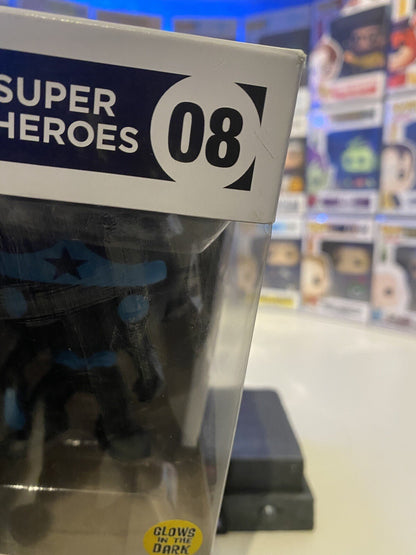 SUPER
HEROES
08
GLOWS
IN THE
DARK